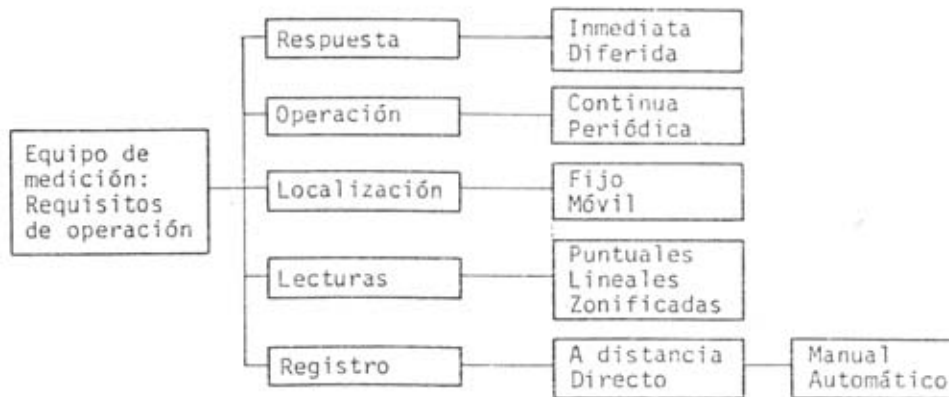 Equipo de
medición:
Requisitos
de operación
Respuesta
Inmediata
Diferida
Operación
Continua
Periódica
Localización
Fijo
Móvil
Lecturas
Puntuales
Lineales
Zonificadas
Registro
A distancia
Directo
Manual
Automático